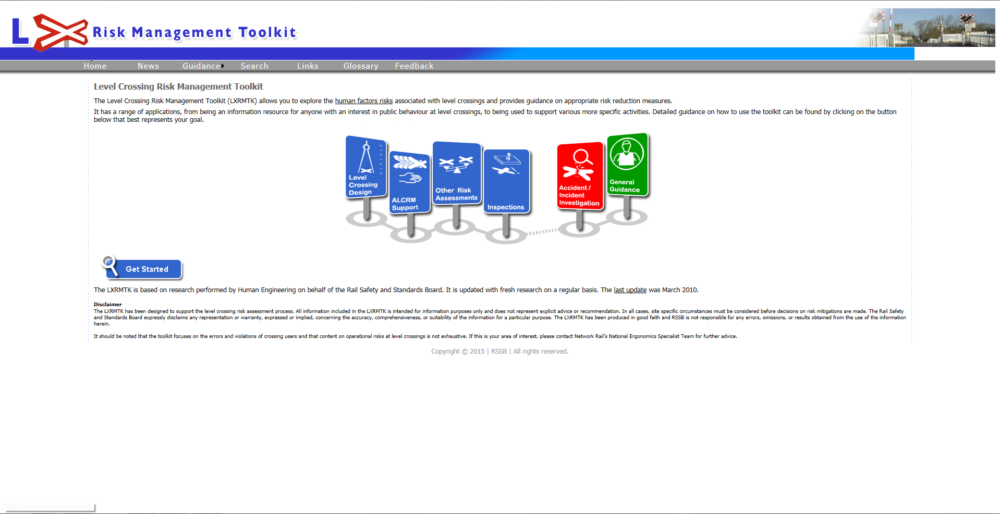 L Risk Management Toolkit
Home News Guidance Search Links Glossary Feedback
Level Crossing Risk Management Toolkit
The Level Crossing Risk Management Toolkit (LXRMTK) allows you to explore the human factors risks associated with level crossings and provides guidance on appropriate risk reduction measures.
It has a range of applications, from being an information resource for anyone with an interest in public behaviour at level crossings, to being used to support various more specific activities. Detailed guidance on how to use the toolkit can be found by clicking on the button
below that best represents your goal.
Level
Crossing
Design
ALCRM
Support
Other Risk
Assessments
Inspections
Accident /
Incident
Investigation
General
Guidance
Get Started
The LXRMTK is based on research performed by Human Engineering on behalf of the Rail Safety and Standards Board. It is updated with fresh research on a regular basis. The last update was March 2010.
Disclaimer
The LXRMTK has been designed to support the level crossing risk assessment process. All information included in the LXRMTK is intended for information purposes only and does not represent explicit advice or recommendation. In all cases, site specific circumstances must be considered before decisions on risk mitigations are made. The Rail Safety
and Standards Board expressly disclaims any representation or warranty, expressed or implied, concerning the accuracy, comprehensiveness, or suitability of the information for a particular purpose. The LXRMTK has been produced in good faith and RSSB is not responsible for any errors, omissions, or results obtained from the use of the information
herein.
It should be noted that the toolkit focuses on the errors and violations of crossing users and that content on operational risks at level crossings is not exhaustive. If this is your area of interest, please contact Network Rail's National Ergonomics Specialist Team for further advice.
Copyright © 2015 | RSSB | All rights reserved.